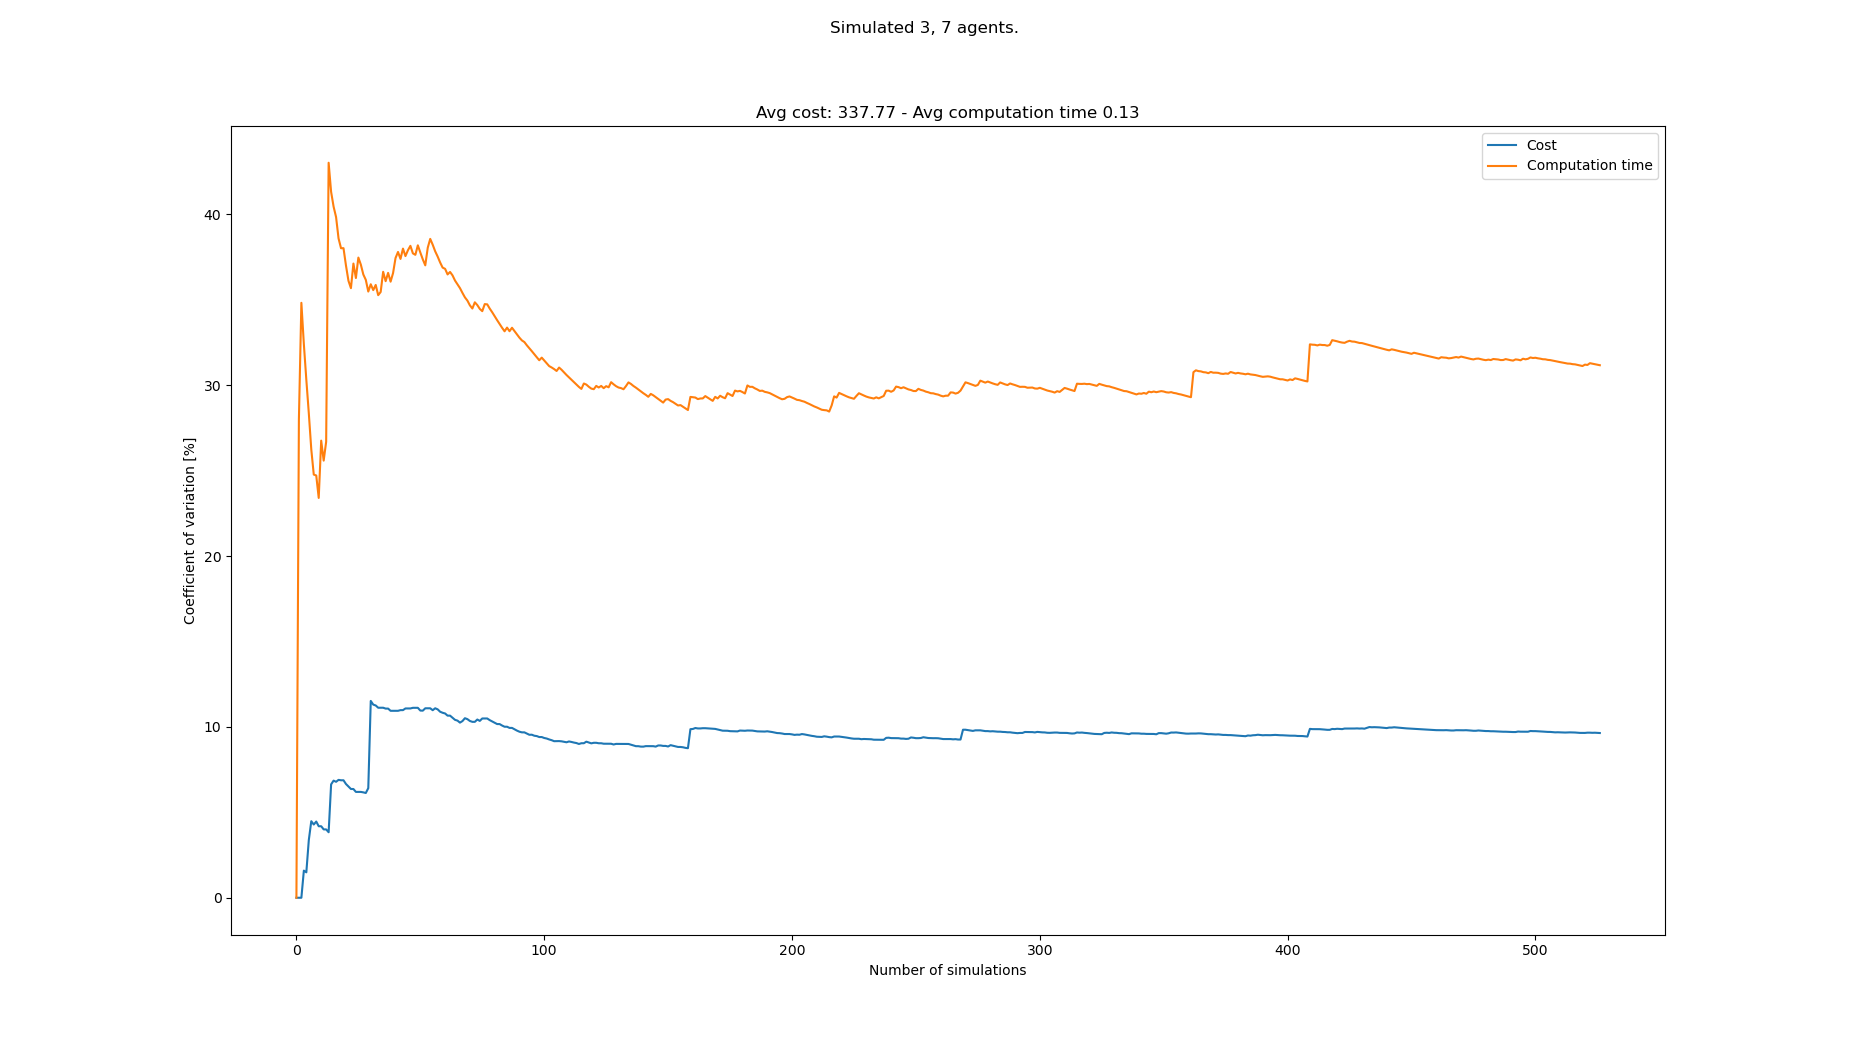 Simulated 3, 7 agents.
Avg cost: 337.77 - Avg computation time 0.13
Cost
Computation time
Coefficient of variation [%]
40
30
20
10
0
0 100 200 300 400 500
Number of simulations